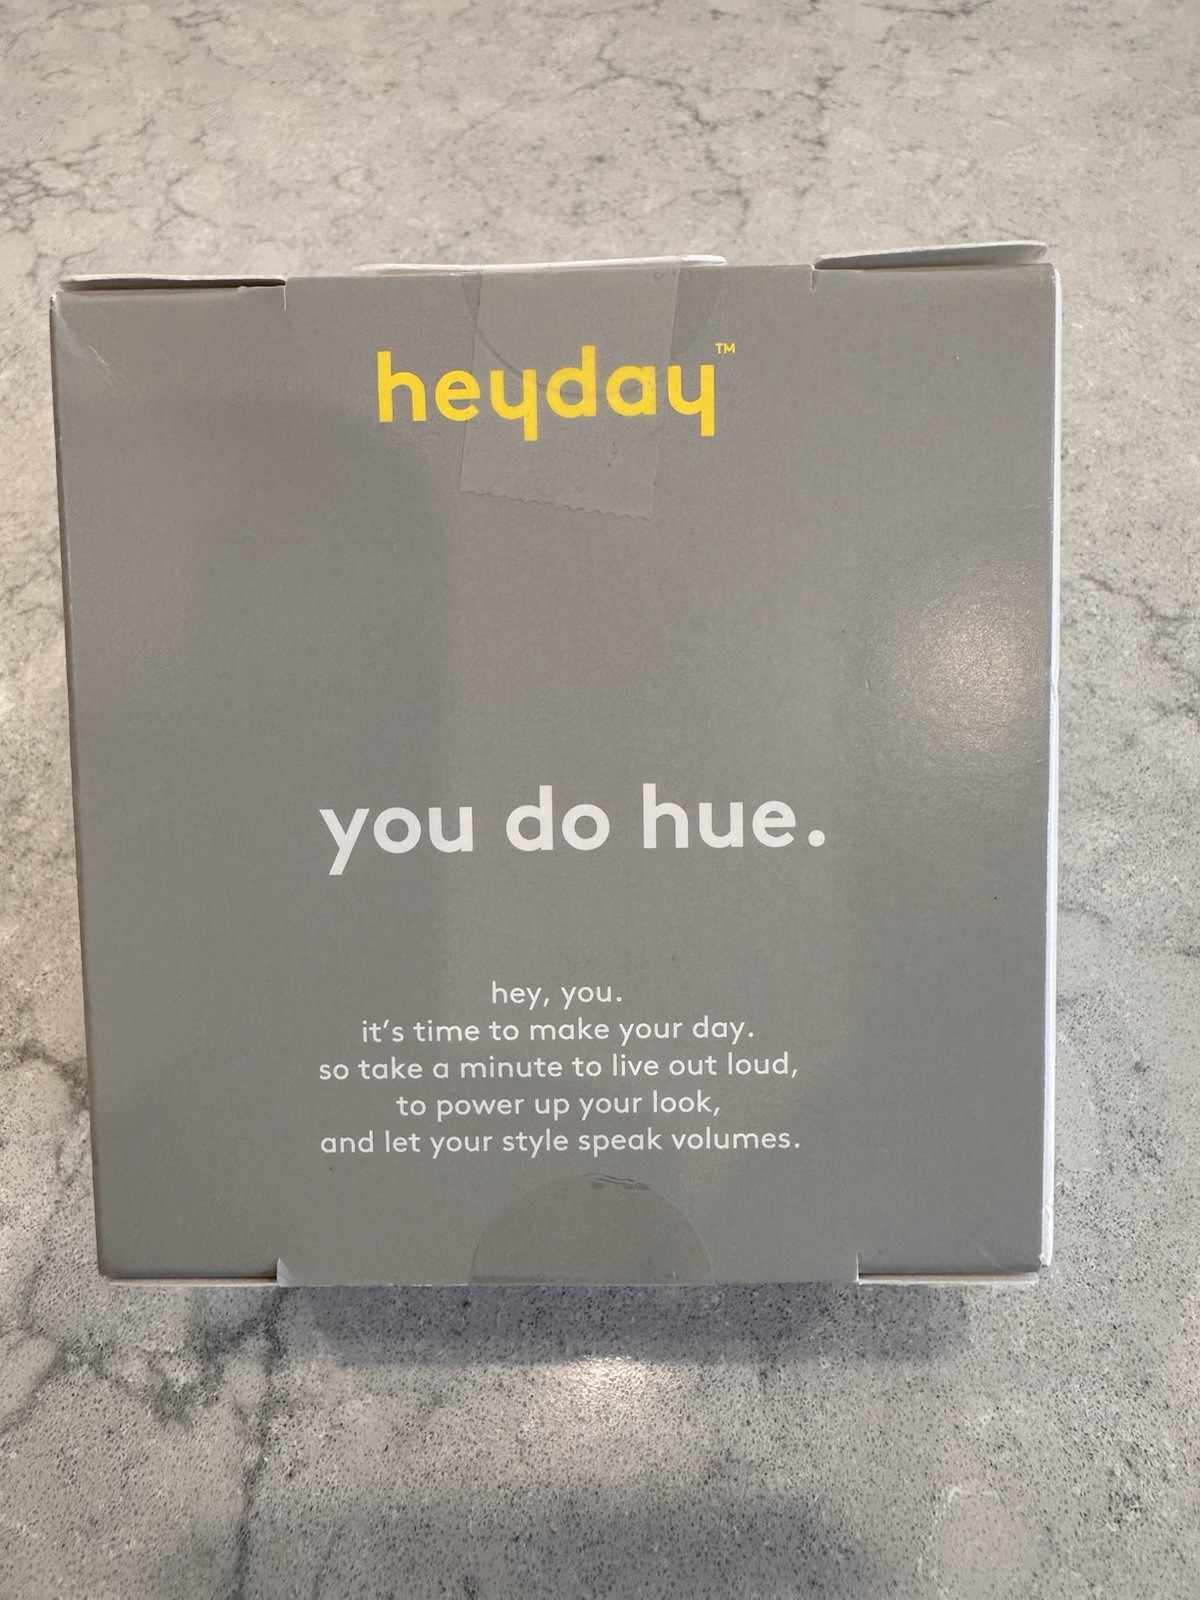 heyday™
you do hue.
hey, you.
it's time to make your day.
so take a minute to live out loud,
to power up your look,
and let your style speak volumes.